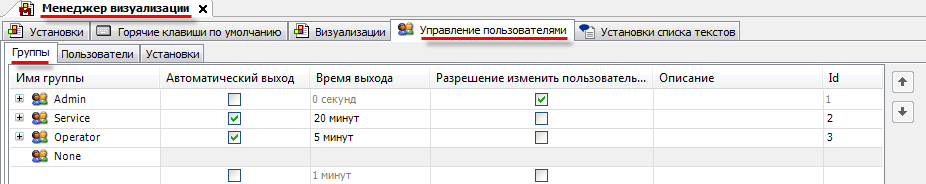 Менеджер визуализации
Установки Горячие клавиши по умолчанию Визуализации Управление пользователями Установки списка текстов
Группы Пользователи Установки
Имя группы Автоматический выход Время выхода Разрешение изменить пользователь... Описание Id
Admin 0 секунд 1
Service 20 минут 2
Operator 5 минут 3
None
1 минут